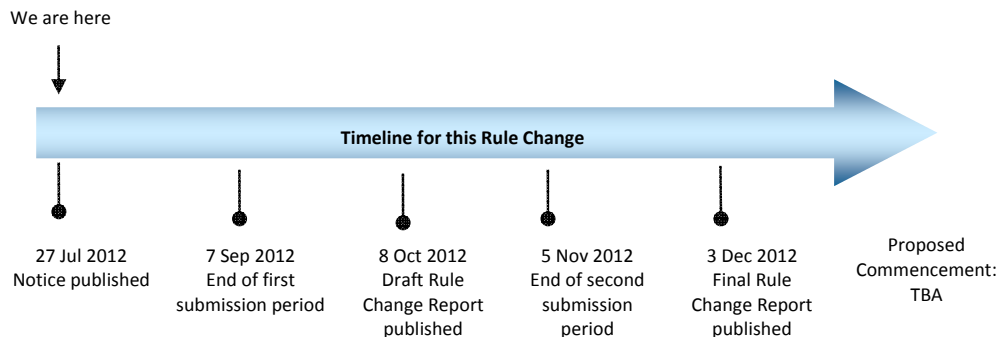 We are here
Timeline for this Rule Change
27 Jul 2012
Notice published
7 Sep 2012
End of first
submission period
8 Oct 2012
Draft Rule
Change Report
published
5 Nov 2012
End of second
submission
period
3 Dec 2012
Final Rule
Change Report
published
Proposed
Commencement:
TBA